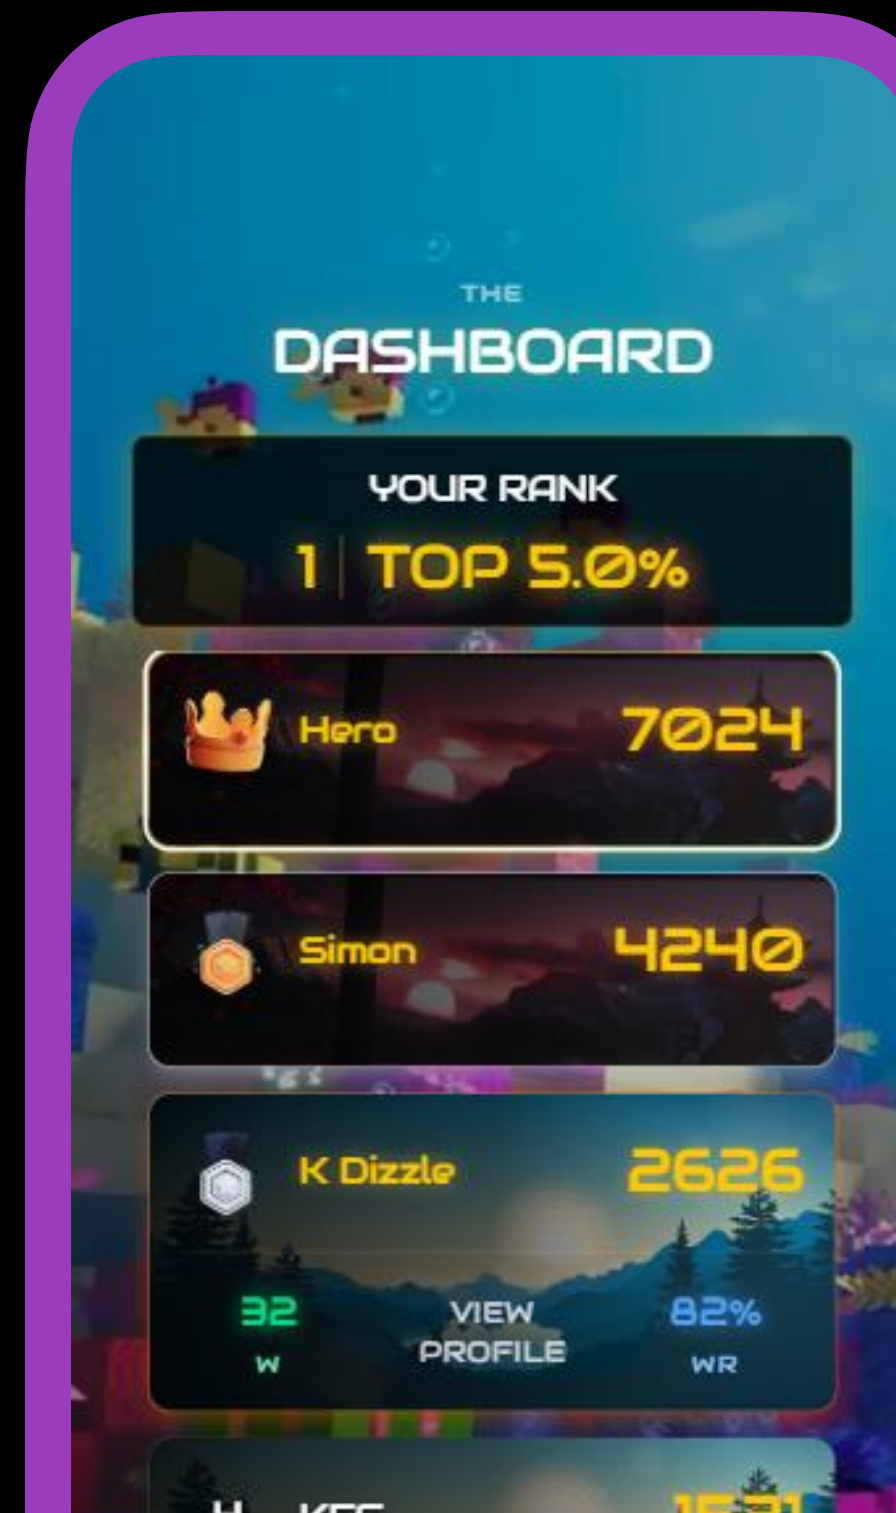 THE
DASHBOARD
YOUR RANK
1 TOP 5.0%
Hero 7024
Simon 4240
K Dizzle 2626
32 VIEW 82%
W PROFILE WR